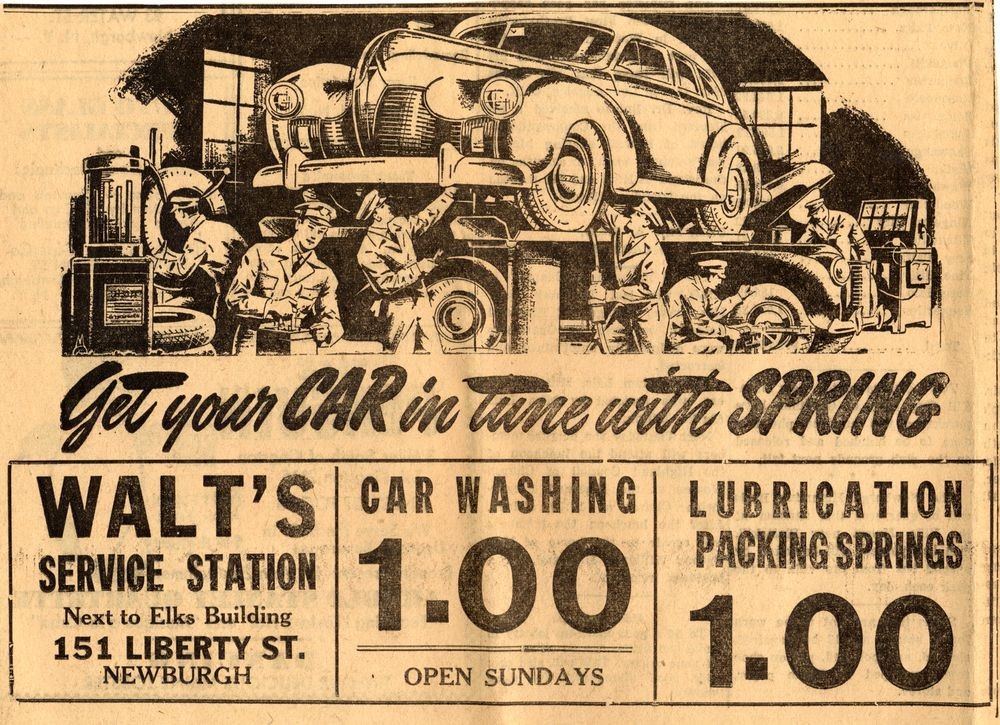 Get your CAR in tune with SPRING
WALT'S
SERVICE STATION
Next to Elks Building
151 LIBERTY ST.
NEWBURGH
CAR WASHING
1.00
OPEN SUNDAYS
LUBRICATION
PACKING SPRINGS
1.00